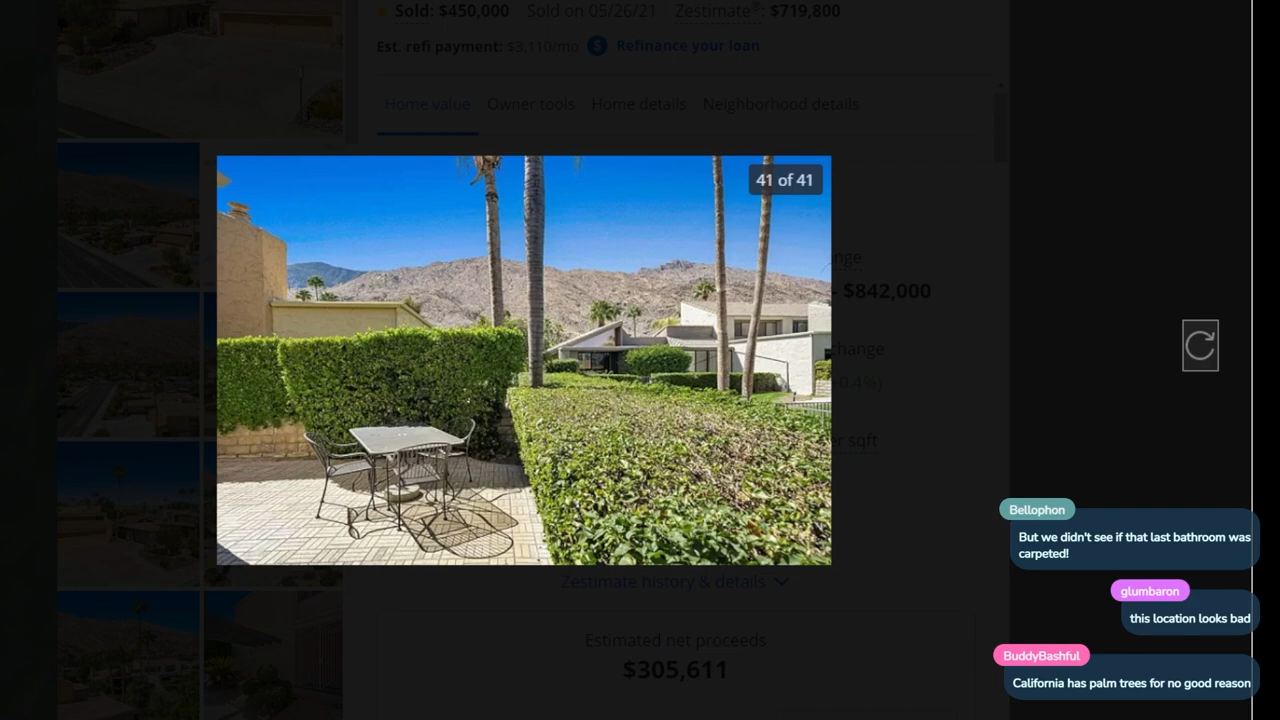 Sold: $450,000 Sold on 05/26/21 Zestimate®: $719,800
Est. refi payment: $3,110/mo $ Refinance your loan
Home value Owner tools Home details Neighborhood details
41 of 41
- $842,000
Zestimate history & details
Estimated net proceeds
$305,611
Bellophon
But we didn't see if that last bathroom was
carpeted!
glumbaron
this location looks bad
BuddyBashful
California has palm trees for no good reason